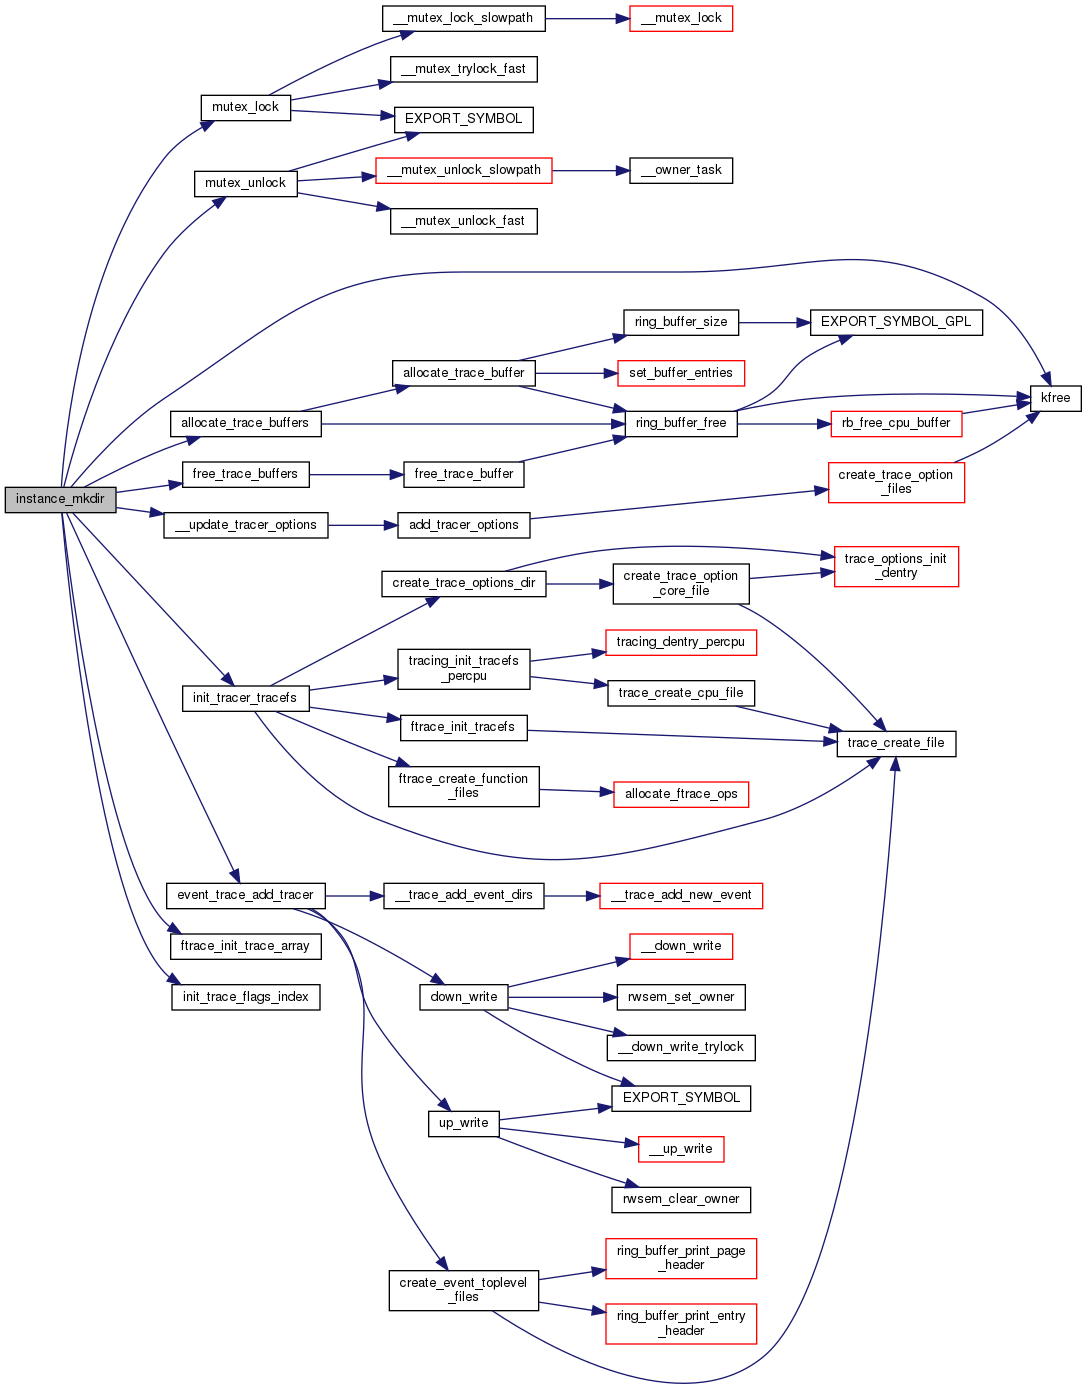 __mutex_lock_slowpath
__mutex_lock
__mutex_trylock_fast
mutex_lock
EXPORT_SYMBOL
__mutex_unlock_slowpath
__owner_task
mutex_unlock
__mutex_unlock_fast
ring_buffer_size
EXPORT_SYMBOL_GPL
allocate_trace_buffer
set_buffer_entries
kfree
allocate_trace_buffers
ring_buffer_free
rb_free_cpu_buffer
free_trace_buffers
free_trace_buffer
create_trace_option
_files
instance_mkdir
__update_tracer_options
add_tracer_options
create_trace_options_dir
create_trace_option
_core_file
trace_options_init
_dentry
tracing_init_tracefs
_percpu
tracing_dentry_percpu
init_tracer_tracefs
trace_create_cpu_file
ftrace_init_tracefs
trace_create_file
ftrace_create_function
_files
allocate_ftrace_ops
event_trace_add_tracer
__trace_add_event_dirs
__trace_add_new_event
ftrace_init_trace_array
__down_write
init_trace_flags_index
down_write
rwsem_set_owner
__down_write_trylock
EXPORT_SYMBOL
up_write
__up_write
rwsem_clear_owner
ring_buffer_print_page
_header
create_event_toplevel
_files
ring_buffer_print_entry
_header